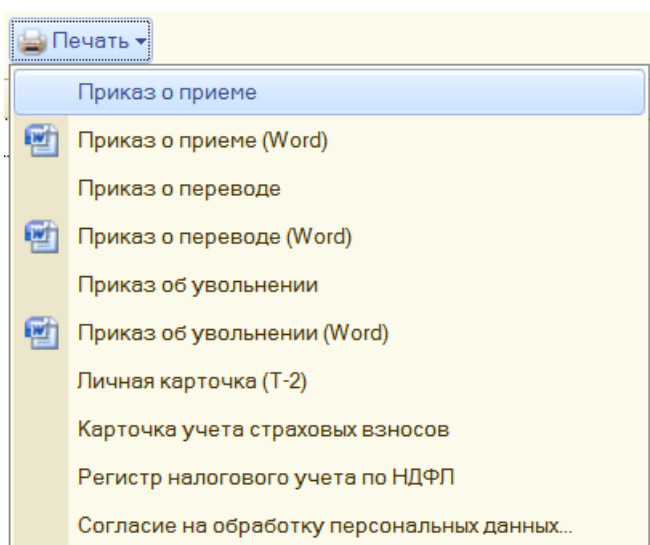 Печать
Приказ о приеме
Приказ о приеме (Word)
Приказ о переводе
Приказ о переводе (Word)
Приказ об увольнении
Приказ об увольнении (Word)
Личная карточка (Т-2)
Карточка учета страховых взносов
Регистр налогового учета по НДФЛ
Согласие на обработку персональных данных...